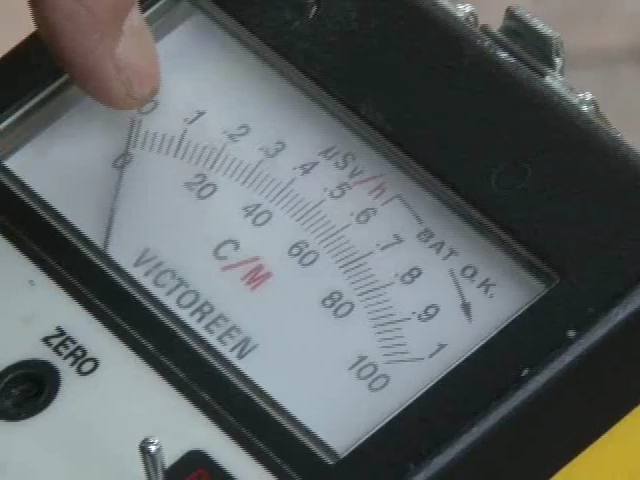 0 .1 .2 .3 .4 .5 .6 .7 .8 .9 1
µSv/h
BAT O.K.
0 20 40 60 80 100
C/M
VICTOREEN
ZERO